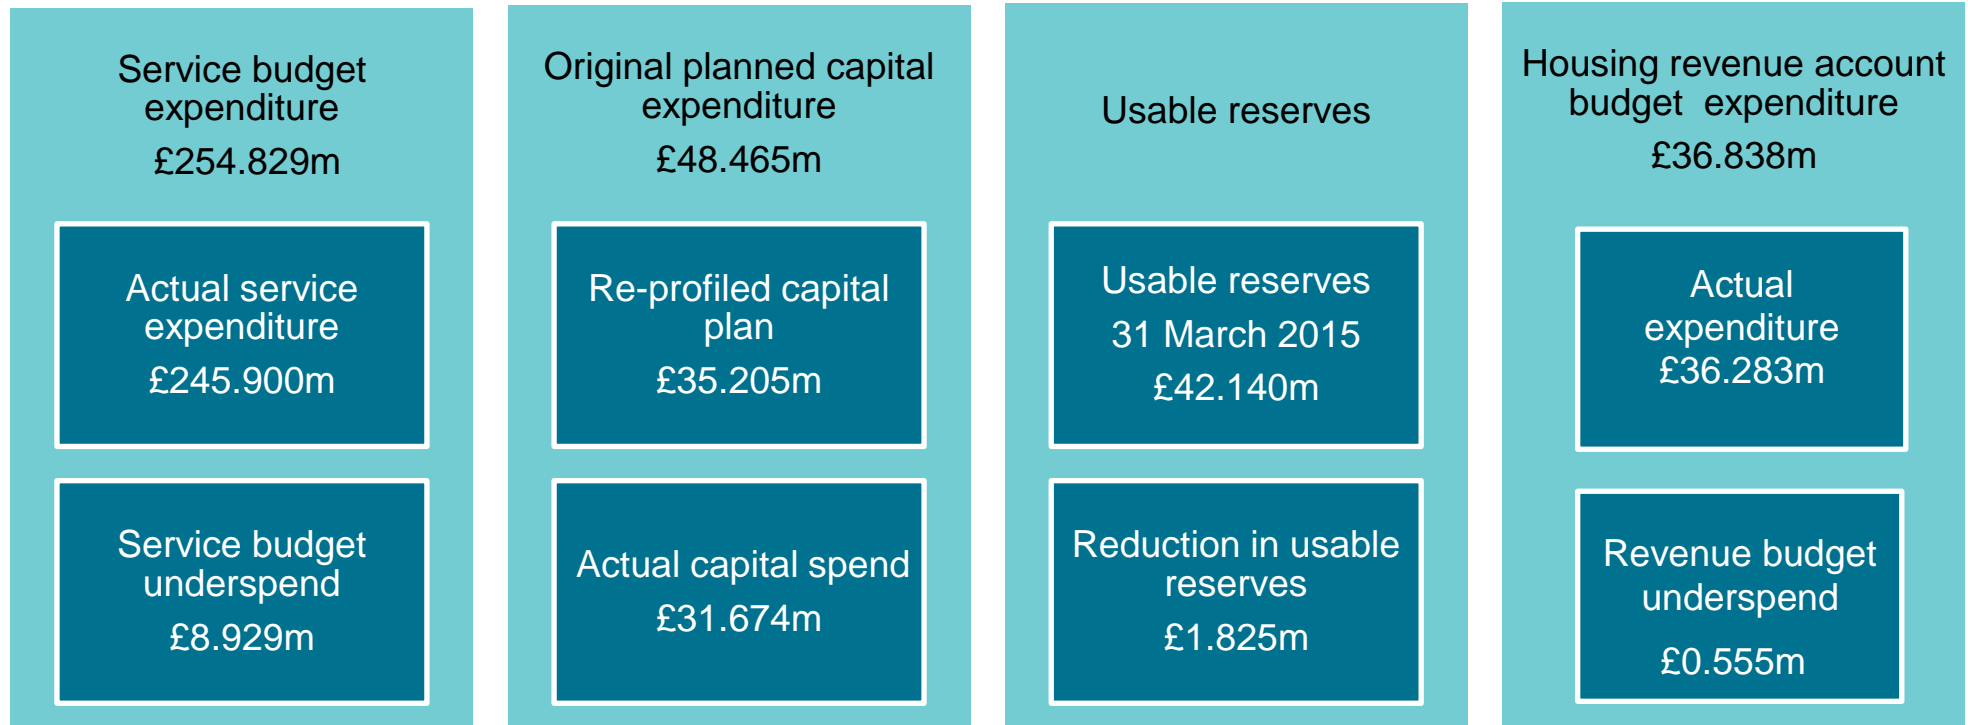 Service budget
expenditure
£254.829m
Actual service
expenditure
£245.900m
Service budget
underspend
£8.929m
Original planned capital
expenditure
£48.465m
Re-profiled capital
plan
£35.205m
Actual capital spend
£31.674m
Usable reserves
Usable reserves
31 March 2015
£42.140m
Reduction in usable
reserves
£1.825m
Housing revenue account
budget expenditure
£36.838m
Actual
expenditure
£36.283m
Revenue budget
underspend
£0.555m